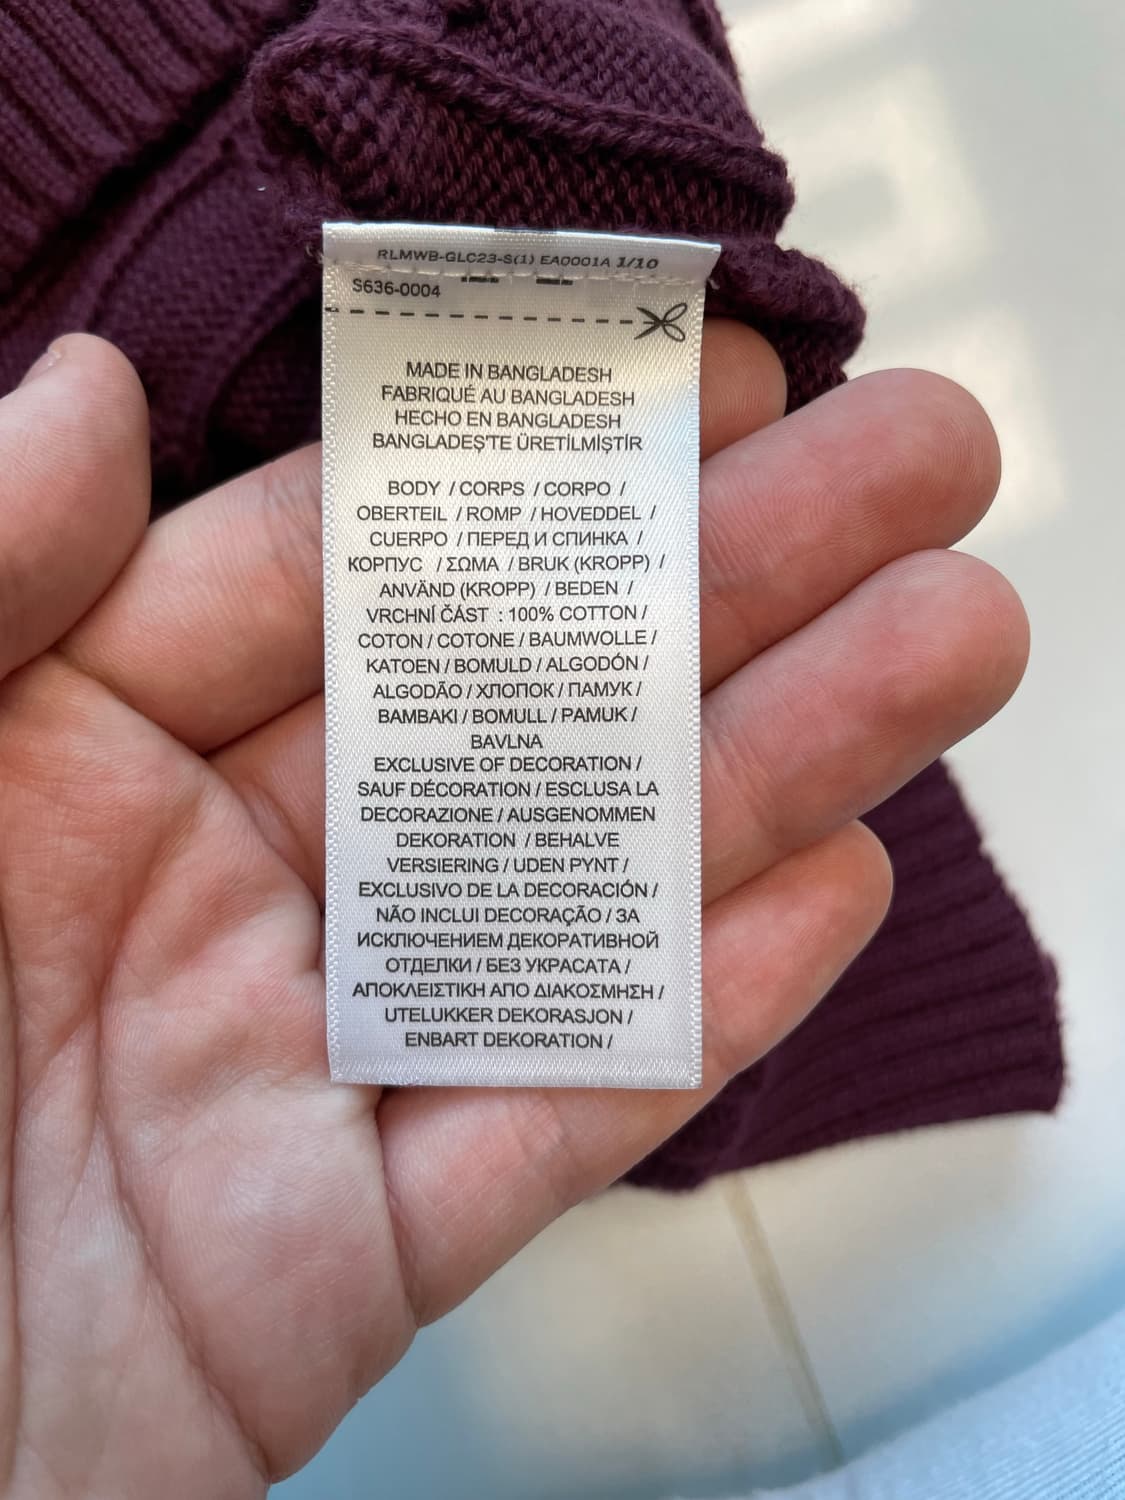 RLMWB-GLC23-S(1) EA0001A 1/10
S636-0004
MADE IN BANGLADESH
FABRIQUÉ AU BANGLADESH
HECHO EN BANGLADESH
BANGLADEŞ'TE ÜRETİLMİŞTİR
BODY / CORPS / CORPO /
OBERTEIL / ROMP / HOVEDDEL /
CUERPO / ПЕРЕД И СПИНКА /
КОРПУС / ΣΩΜΑ / BRUK (KROPP) /
ANVÄND (KROPP) / BEDEN /
VRCHNÍ ČÁST : 100% COTTON /
COTON / COTONE / BAUMWOLLE /
KATOEN / BOMULD / ALGODÓN /
ALGODÃO / ХЛОПОК / ПАМУК /
ΒΑΜΒΑΚΙ / BOMULL / PAMUK /
BAVLNA
EXCLUSIVE OF DECORATION /
SAUF DÉCORATION / ESCLUSA LA
DECORAZIONE / AUSGENOMMEN
DEKORATION / BEHALVE
VERSIERING / UDEN PYNT /
EXCLUSIVO DE LA DECORACIÓN /
NÃO INCLUI DECORAÇÃO / ЗА
ИСКЛЮЧЕНИЕМ ДЕКОРАТИВНОЙ
ОТДЕЛКИ / БЕЗ УКРАСАТА /
ΑΠΟΚΛΕΙΣΤΙΚΗ ΑΠΟ ΔΙΑΚΟΣΜΗΣΗ /
UTELUKKER DEKORASJON /
ENBART DEKORATION /